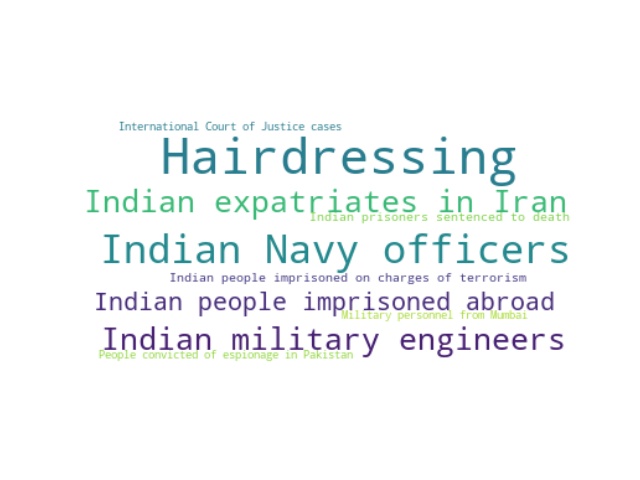 International Court of Justice cases
Hairdressing
Indian expatriates in Iran
Indian prisoners sentenced to death
Indian Navy officers
Indian people imprisoned on charges of terrorism
Indian people imprisoned abroad
Military personnel from Mumbai
Indian military engineers
People convicted of espionage in Pakistan